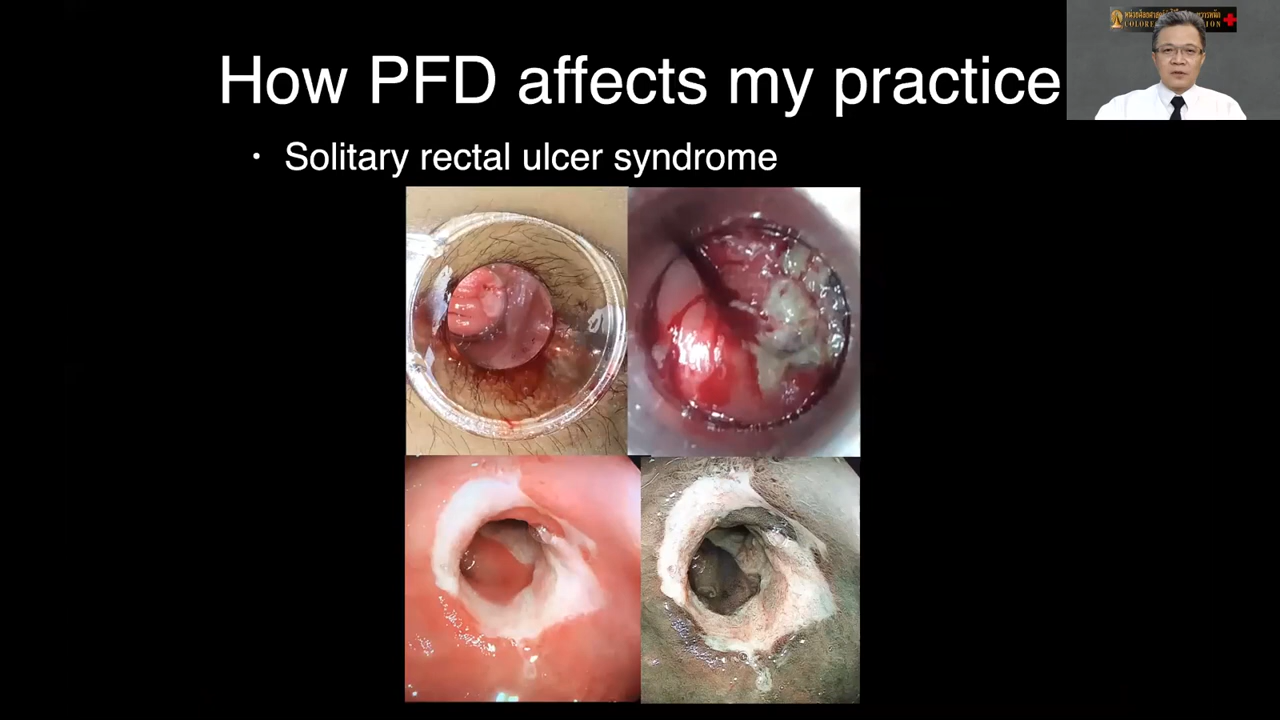 How PFD affects my practice
• Solitary rectal ulcer syndrome